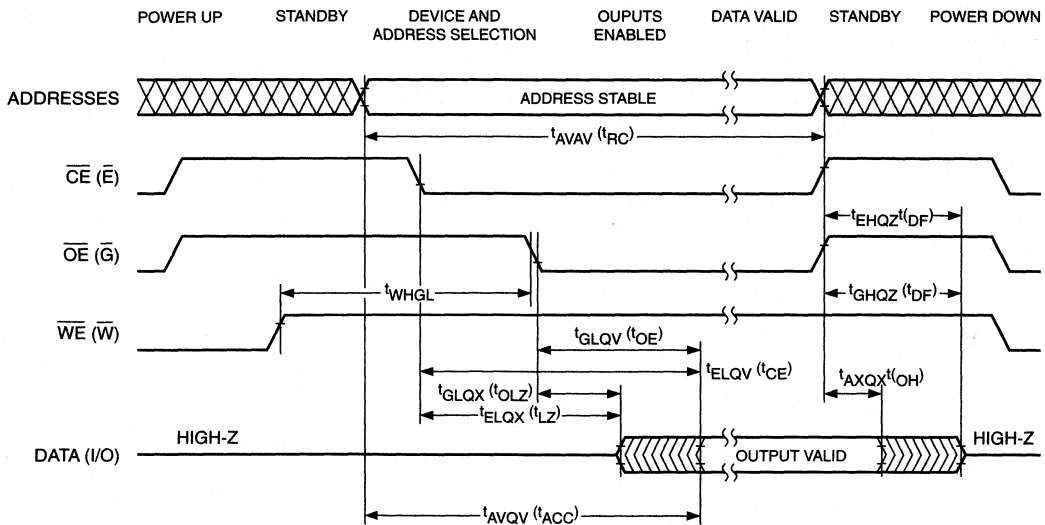 POWER UP STANDBY DEVICE AND ADDRESS SELECTION OUPUTS ENABLED DATA VALID STANDBY POWER DOWN
ADDRESSES
ADDRESS STABLE
tAVAV (tRC)
CE (E)
tEHQZt(DF)
OE (G)
tWHGL
tGHQZ (tDF)
WE (W)
tGLQV (tOE)
tELQV (tCE)
tAXQXt(OH)
tGLQX (tOLZ)
tELQX (tLZ)
HIGH-Z
HIGH-Z
DATA (I/O)
OUTPUT VALID
tAVQV (tACC)